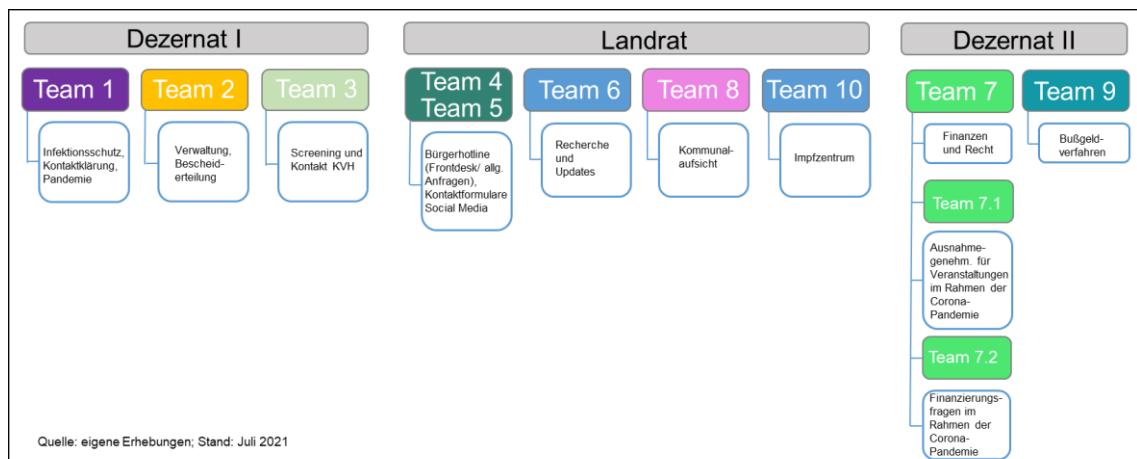 Dezernat I
Team 1
Infektionsschutz,
Kontaktklärung,
Pandemie
Team 2
Verwaltung,
Bescheid-
erteilung
Team 3
Screening und
Kontakt KVH
Landrat
Team 4
Team 5
Bürgerhotline
(Frontdesk/ allg.
Anfragen),
Kontaktformulare
Social Media
Team 6
Recherche
und
Updates
Team 8
Kommunal-
aufsicht
Team 10
Impfzentrum
Dezernat II
Team 7
Finanzen
und Recht
Team 7.1
Ausnahme-
genehm. für
Veranstaltungen
im Rahmen der
Corona-
Pandemie
Team 7.2
Finanzierungs-
fragen im
Rahmen der
Corona-
Pandemie
Team 9
Bußgeld-
verfahren
Quelle: eigene Erhebungen; Stand: Juli 2021